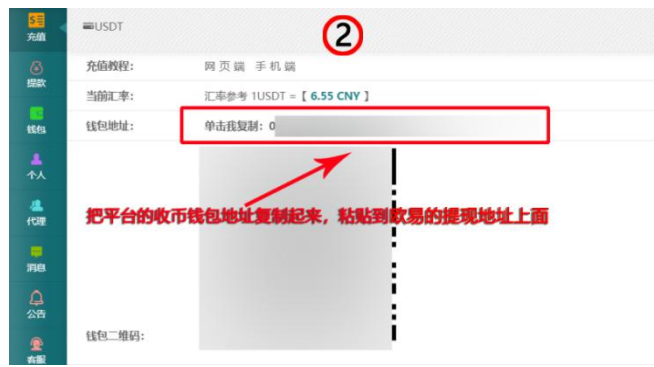 充值
提款
钱包
个人
代理
消息
公告
客服
USDT
②
充值教程： 网页端 手机端
当前汇率： 汇率参考 1USDT =【 6.55 CNY 】
钱包地址： 单击我复制：0
把平台的收币钱包地址复制起来，粘贴到欧易的提现地址上面
钱包二维码：